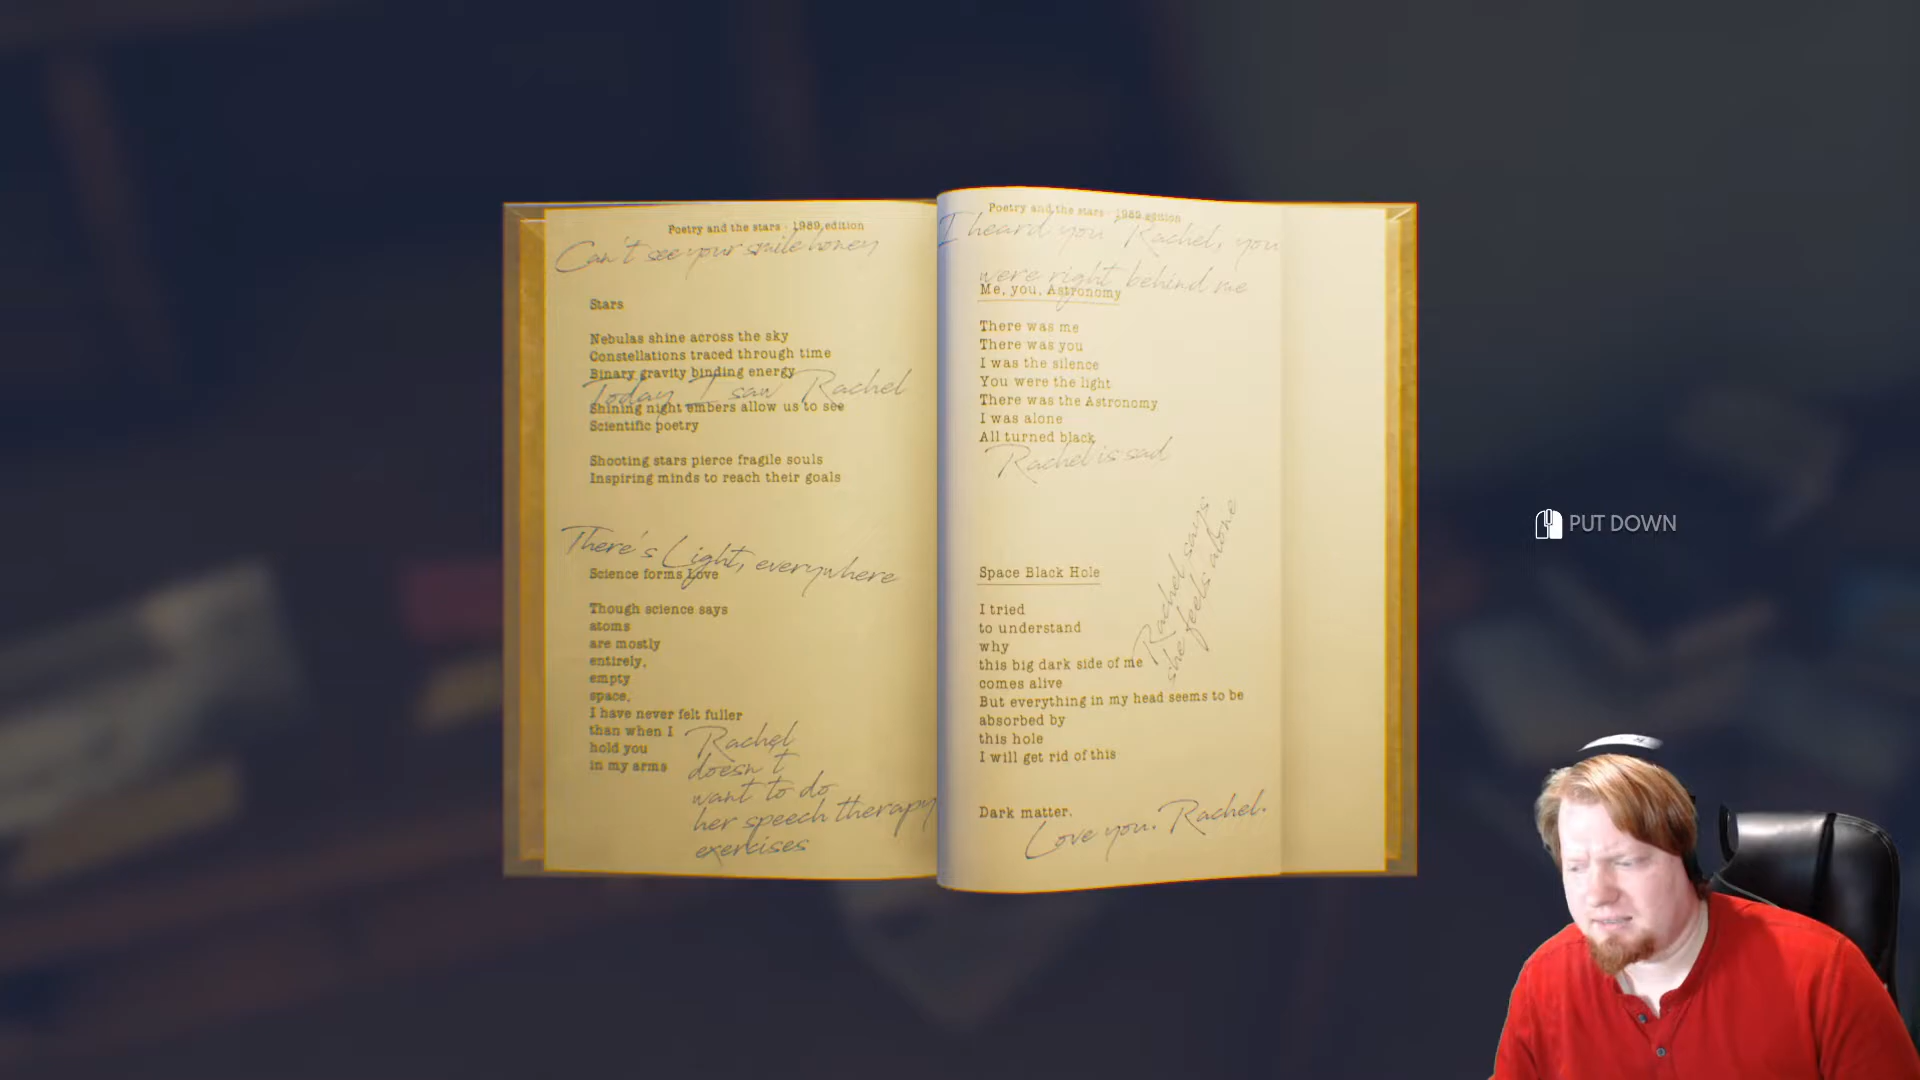 Poetry and the stars - 1989 edition
Can't see your smile honey
Stars
Nebulas shine across the sky
Constellations traced through time
Binary gravity binding energy
Today I saw Rachel
Shining night embers allow us to see
Scientific poetry
Shooting stars pierce fragile souls
Inspiring minds to reach their goals
There's Light, everywhere
Science forms Love
Though science says
atoms
are mostly
entirely,
empty
space,
I have never felt fuller
than when I
hold you
in my arms
Rachel
doesn't
want to do
her speech therapy
exercises
Poetry and the stars - 1989 edition
I heard you Rachel, you
were right behind me
Me, you, Astronomy
There was me
There was you
I was the silence
You were the light
There was the Astronomy
I was alone
All turned black
Rachel is sad
Rachel says
she feels alone
Space Black Hole
I tried
to understand
why
this big dark side of me
comes alive
But everything in my head seems to be
absorbed by
this hole
I will get rid of this
Dark matter.
Love you. Rachel.
PUT DOWN